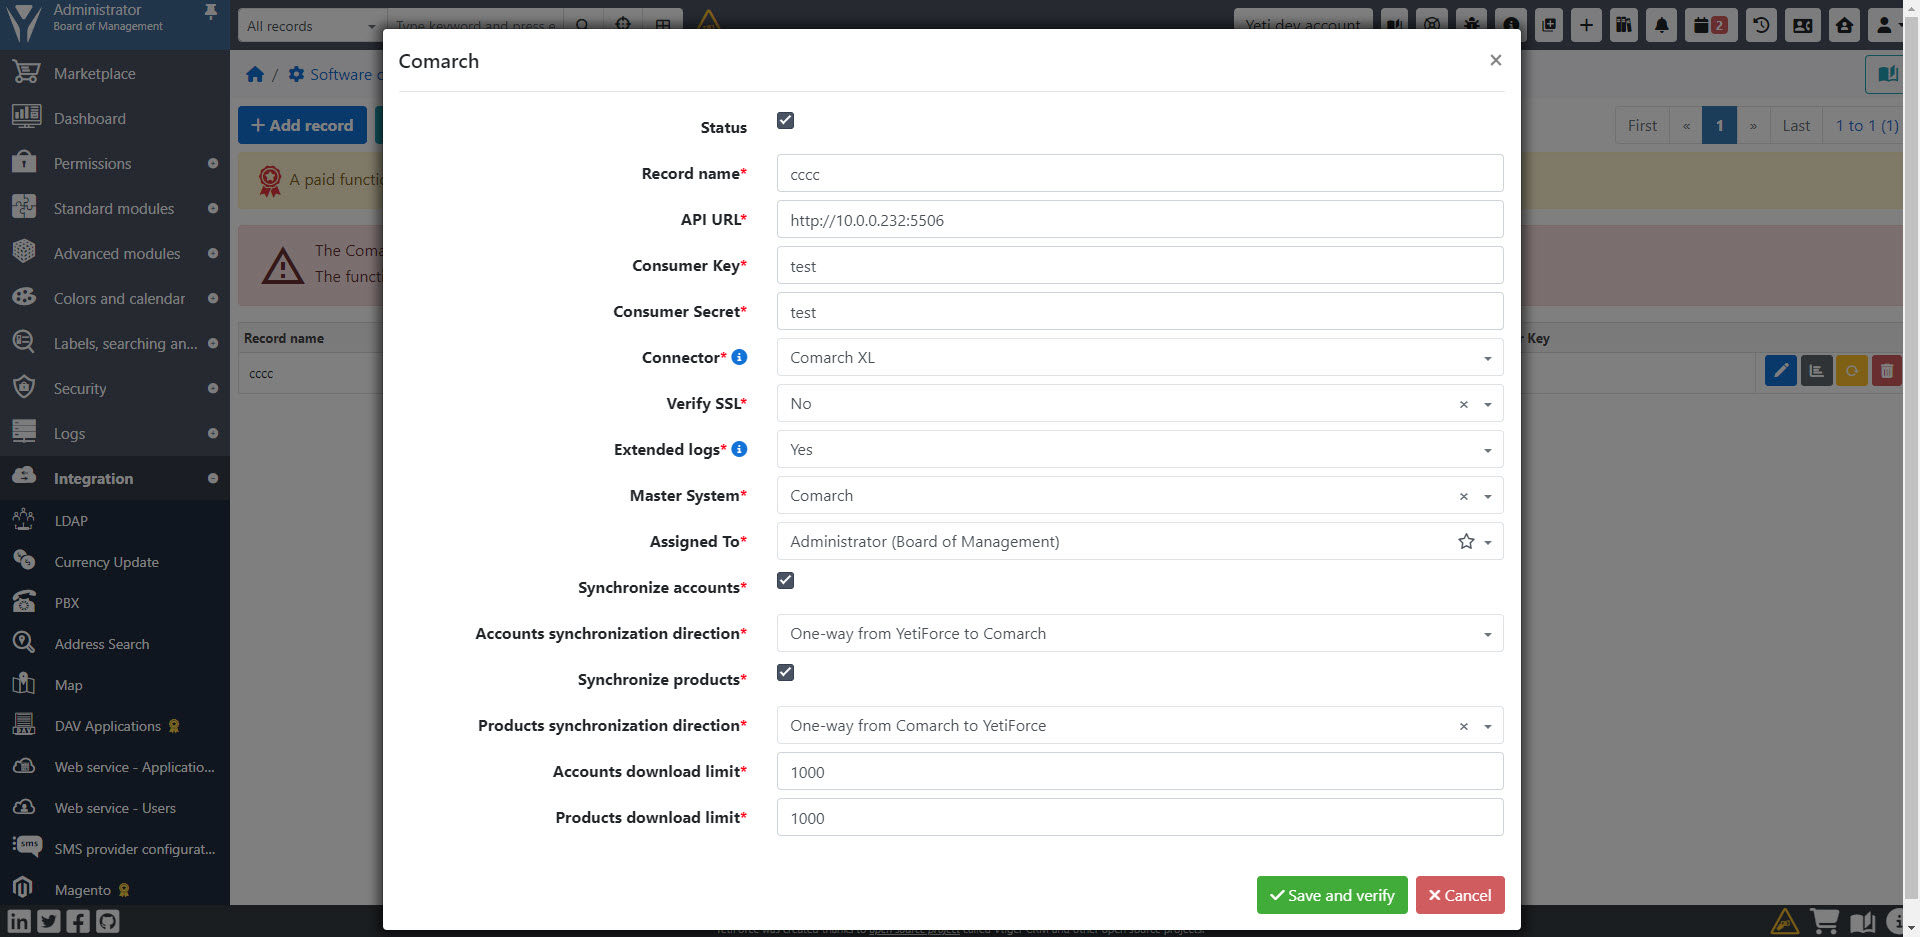 Administrator
Board of Management
All records
Type keyword and press e
Yeti dev account
2
Marketplace
Dashboard
Permissions
Standard modules
Advanced modules
Colors and calendar
Labels, searching an...
Security
Logs
Integration
LDAP
Currency Update
PBX
Address Search
Map
DAV Applications
Web service - Applicatio...
Web service - Users
SMS provider configurat...
Magento
/ Software c
+ Add record
First « 1 » Last 1 to 1 (1)
A paid functi
The Coma
The functi
Record name
Key
cccc
Comarch
×
Status
Record name* cccc
API URL* http://10.0.0.232:5506
Consumer Key* test
Consumer Secret* test
Connector* Comarch XL
Verify SSL* No ×
Extended logs* Yes
Master System* Comarch ×
Assigned To* Administrator (Board of Management)
Synchronize accounts*
Accounts synchronization direction* One-way from YetiForce to Comarch
Synchronize products*
Products synchronization direction* One-way from Comarch to YetiForce ×
Accounts download limit* 1000
Products download limit* 1000
Save and verify
Cancel